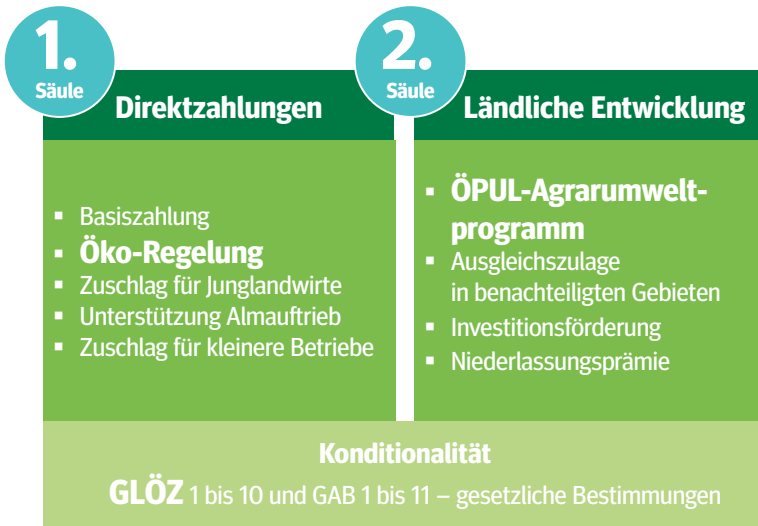 1.
Säule
Direktzahlungen
▪ Basiszahlung
▪ Öko-Regelung
▪ Zuschlag für Junglandwirte
▪ Unterstützung Almauftrieb
▪ Zuschlag für kleinere Betriebe
2.
Säule
Ländliche Entwicklung
▪ ÖPUL-Agrarumwelt-
programm
▪ Ausgleichszulage
in benachteiligten Gebieten
▪ Investitionsförderung
▪ Niederlassungsprämie
Konditionalität
GLÖZ 1 bis 10 und GAB 1 bis 11 – gesetzliche Bestimmungen